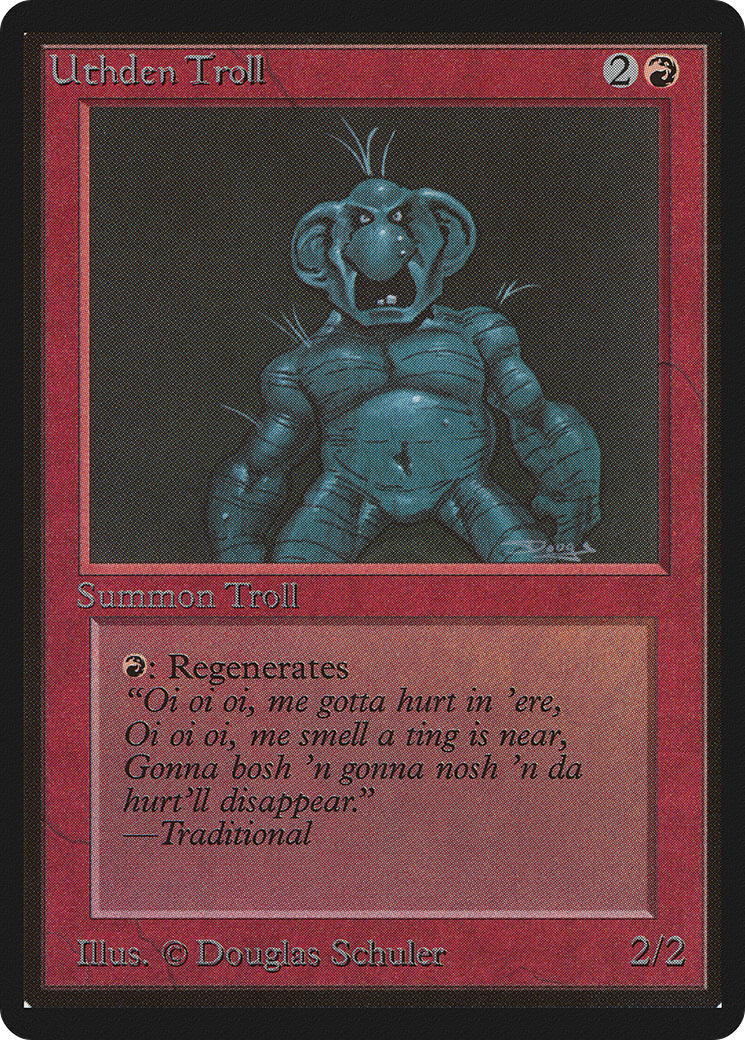 Uthden Troll
2
Doug S
Summon Troll
: Regenerates
“Oi oi oi, me gotta hurt in ’ere,
Oi oi oi, me smell a ting is near,
Gonna bosh ’n gonna nosh ’n da
hurt’ll disappear.”
—Traditional
Illus. © Douglas Schuler
2/2